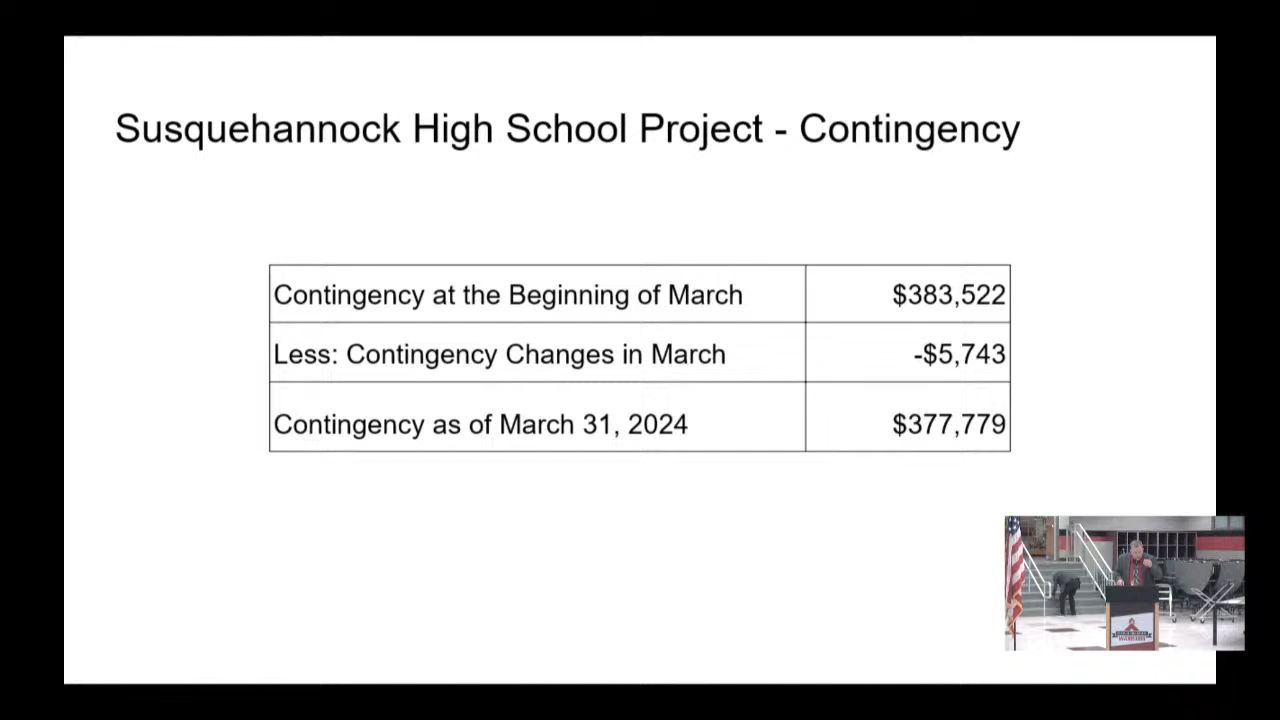 Susquehannock High School Project - Contingency
Contingency at the Beginning of March $383,522
Less: Contingency Changes in March -$5,743
Contingency as of March 31, 2024 $377,779
WARRIORS